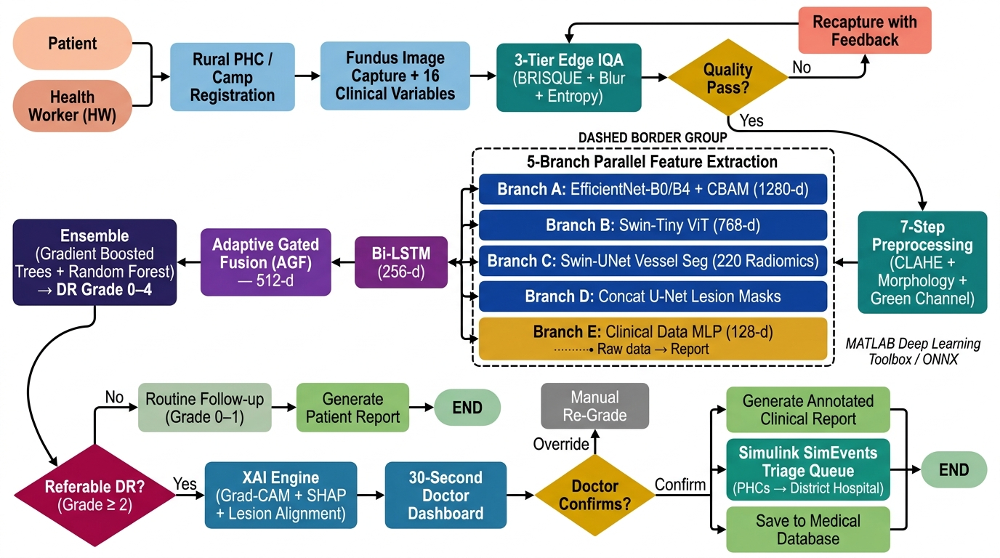 Patient
Health
Worker (HW)
Rural PHC /
Camp
Registration
Fundus Image
Capture + 16
Clinical Variables
3-Tier Edge IQA
(BRISQUE + Blur
+ Entropy)
Quality
Pass?
No
Recapture with
Feedback
Yes
DASHED BORDER GROUP
5-Branch Parallel Feature Extraction
Branch A: EfficientNet-B0/B4 + CBAM (1280-d)
Branch B: Swin-Tiny ViT (768-d)
Branch C: Swin-UNet Vessel Seg (220 Radiomics)
Branch D: Concat U-Net Lesion Masks
Branch E: Clinical Data MLP (128-d)
Raw data → Report
7-Step
Preprocessing
(CLAHE +
Morphology +
Green Channel)
MATLAB Deep Learning
Toolbox / ONNX
Bi-LSTM
(256-d)
Adaptive Gated
Fusion (AGF)
— 512-d
Ensemble
(Gradient Boosted
Trees + Random Forest)
→ DR Grade 0–4
Referable DR?
(Grade ≥ 2)
No
Routine Follow-up
(Grade 0–1)
Generate
Patient Report
END
Yes
XAI Engine
(Grad-CAM + SHAP
+ Lesion Alignment)
30-Second
Doctor
Dashboard
Doctor
Confirms?
Override
Manual
Re-Grade
Confirm
Generate Annotated
Clinical Report
Simulink SimEvents
Triage Queue
(PHCs → District Hospital)
Save to Medical
Database
END